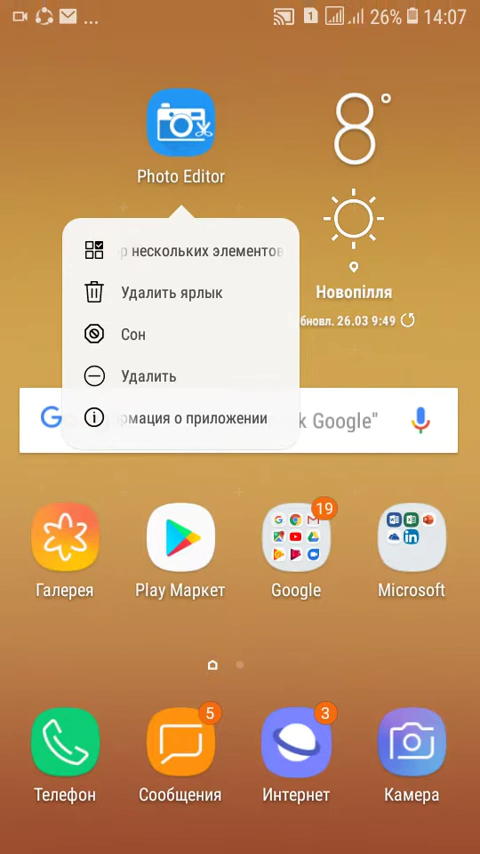 ... 1 26% 14:07
8°
Photo Editor
р нескольких элементов
Новопілля
Удалить ярлык
бновл. 26.03 9:49
Сон
Удалить
рмация о приложении
G k Google"
19
Галерея Play Маркет Google Microsoft
5 3
Телефон Сообщения Интернет Камера